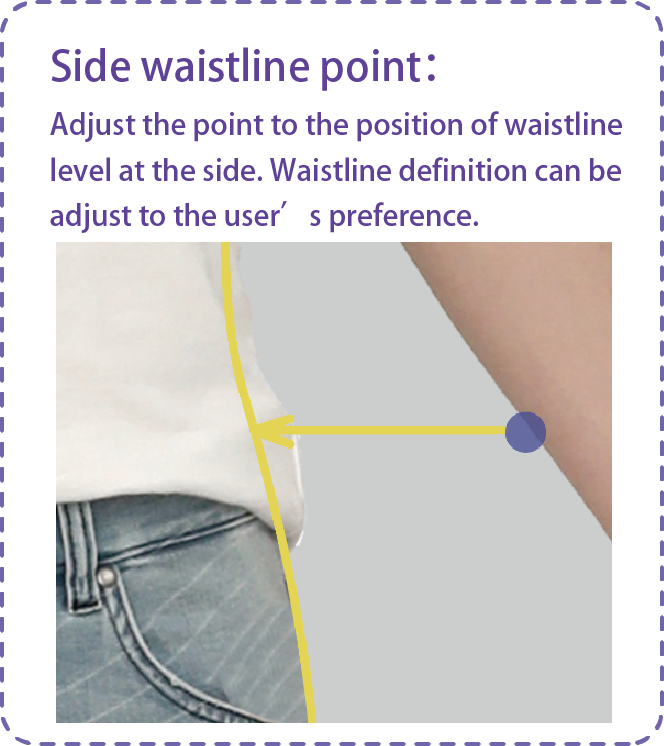 Side waistline point：
Adjust the point to the position of waistline
level at the side. Waistline definition can be
adjust to the user′ s preference.